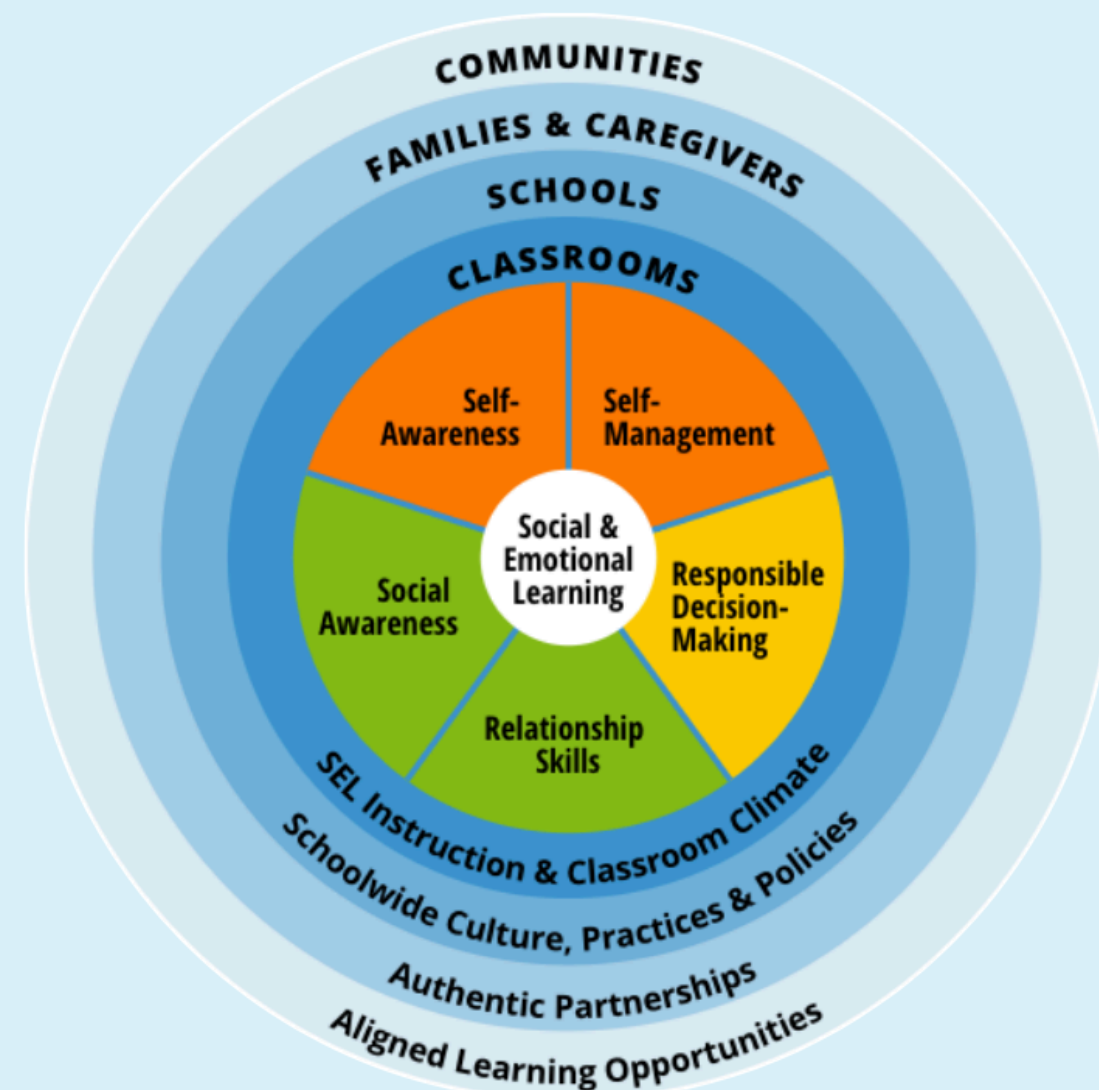 COMMUNITIES
FAMILIES & CAREGIVERS
SCHOOLS
CLASSROOMS
Self-
Awareness
Self-
Management
Social &
Emotional
Learning
Social
Awareness
Responsible
Decision-
Making
Relationship
Skills
SEL Instruction & Classroom Climate
Schoolwide Culture, Practices & Policies
Authentic Partnerships
Aligned Learning Opportunities